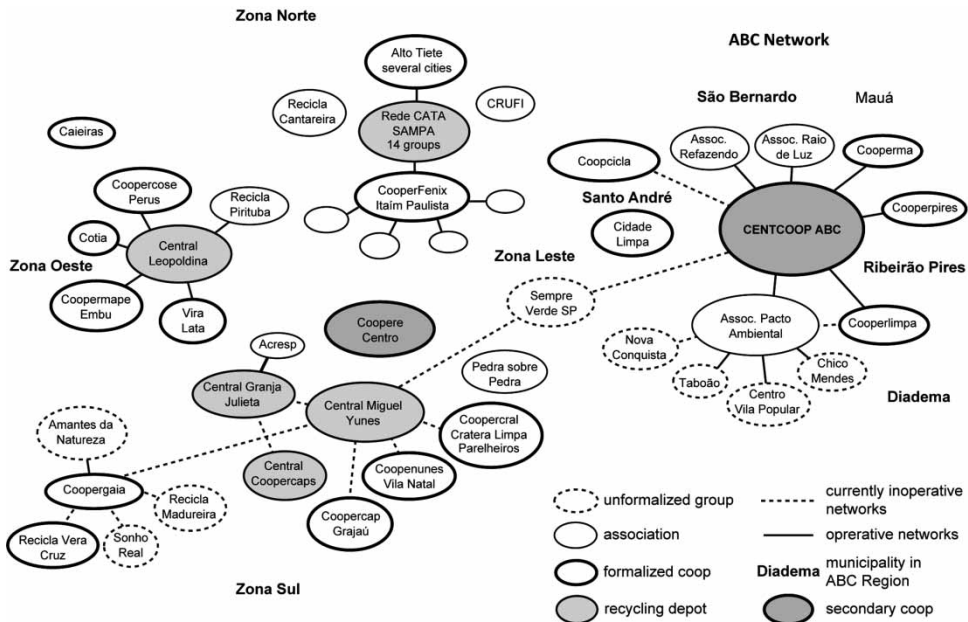 Zona Norte
ABC Network
Alto Tiete
several cities
Recicla
Cantareira
CRUFI
Rede CATA
SAMPA
14 groups
São Bernardo
Mauá
Caieiras
Assoc.
Refazendo
Assoc. Raio
de Luz
Cooperma
Coopcicla
Coopercose
Perus
Recicla
Pirituba
CooperFenix
Itaím Paulista
Santo André
Cooperpires
Cotia
Central
Leopoldina
Cidade
Limpa
CENTCOOP ABC
Zona Oeste
Zona Leste
Ribeirão Pires
Coopermape
Embu
Vira
Lata
Sempre
Verde SP
Coopere
Centro
Assoc. Pacto
Ambiental
Cooperlimpa
Nova
Conquista
Acresp
Pedra sobre
Pedra
Taboão
Chico
Mendes
Central Granja
Julieta
Central Miguel
Yunes
Centro
Vila Popular
Diadema
Amantes da
Natureza
Coopercral
Cratera Limpa
Parelheiros
Central
Coopercaps
Coopenunes
Vila Natal
Coopergaia
Recicla
Madureira
Coopercap
Grajaú
Recicla Vera
Cruz
Sonho
Real
Zona Sul
unformalized group
currently inoperative
networks
association
oprerative networks
formalized coop
Diadema
municipality in
ABC Region
recycling depot
secondary coop